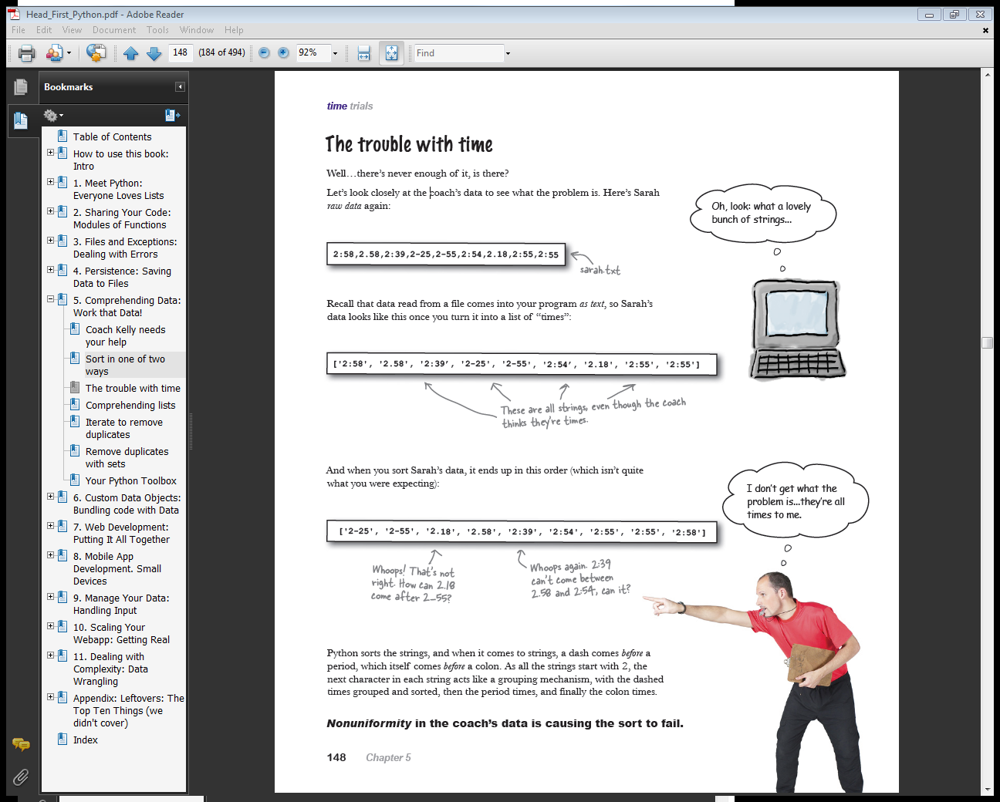 Head_First_Python.pdf - Adobe Reader
File Edit View Document Tools Window Help
148 (184 of 494) 92% Find
Bookmarks
Table of Contents
How to use this book:
Intro
1. Meet Python:
Everyone Loves Lists
2. Sharing Your Code:
Modules of Functions
3. Files and Exceptions:
Dealing with Errors
4. Persistence: Saving
Data to Files
5. Comprehending Data:
Work that Data!
Coach Kelly needs
your help
Sort in one of two
ways
The trouble with time
Comprehending lists
Iterate to remove
duplicates
Remove duplicates
with sets
Your Python Toolbox
6. Custom Data Objects:
Bundling code with Data
7. Web Development:
Putting It All Together
8. Mobile App
Development. Small
Devices
9. Manage Your Data:
Handling Input
10. Scaling Your
Webapp: Getting Real
11. Dealing with
Complexity: Data
Wrangling
Appendix: Leftovers: The
Top Ten Things (we
didn't cover)
Index
time trials
The trouble with time
Well…there's never enough of it, is there?
Let's look closely at the coach's data to see what the problem is. Here's Sarah
raw data again:
Oh, look: what a lovely
bunch of strings...
2:58,2.58,2:39,2-25,2-55,2:54,2.18,2:55,2:55
sarah.txt
Recall that data read from a file comes into your program as text, so Sarah's
data looks like this once you turn it into a list of “times”:
['2:58', '2.58', '2:39', '2-25', '2-55', '2:54', '2.18', '2:55', '2:55']
These are all strings, even though the coach
thinks they're times.
And when you sort Sarah's data, it ends up in this order (which isn't quite
what you were expecting):
I don't get what the
problem is...they're all
times to me.
['2-25', '2-55', '2.18', '2.58', '2:39', '2:54', '2:55', '2:55', '2:58']
Whoops! That's not
right. How can 2.18
come after 2-55?
Whoops again. 2:39
can't come between
2.58 and 2:54, can it?
Python sorts the strings, and when it comes to strings, a dash comes before a
period, which itself comes before a colon. As all the strings start with 2, the
next character in each string acts like a grouping mechanism, with the dashed
times grouped and sorted, then the period times, and finally the colon times.
Nonuniformity in the coach's data is causing the sort to fail.
148 Chapter 5